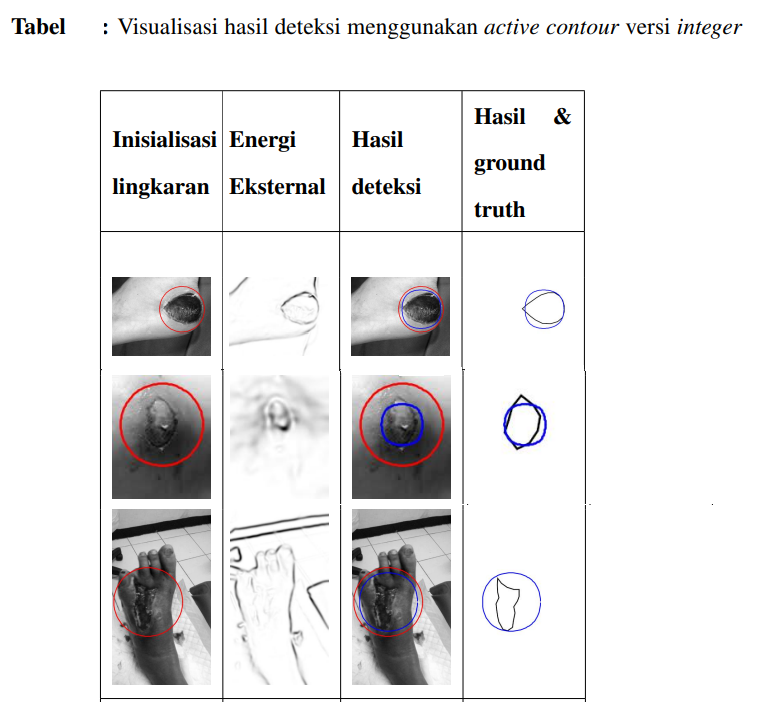 Tabel : Visualisasi hasil deteksi menggunakan active contour versi integer
Inisialisasi lingkaran
Energi Eksternal
Hasil deteksi
Hasil & ground truth